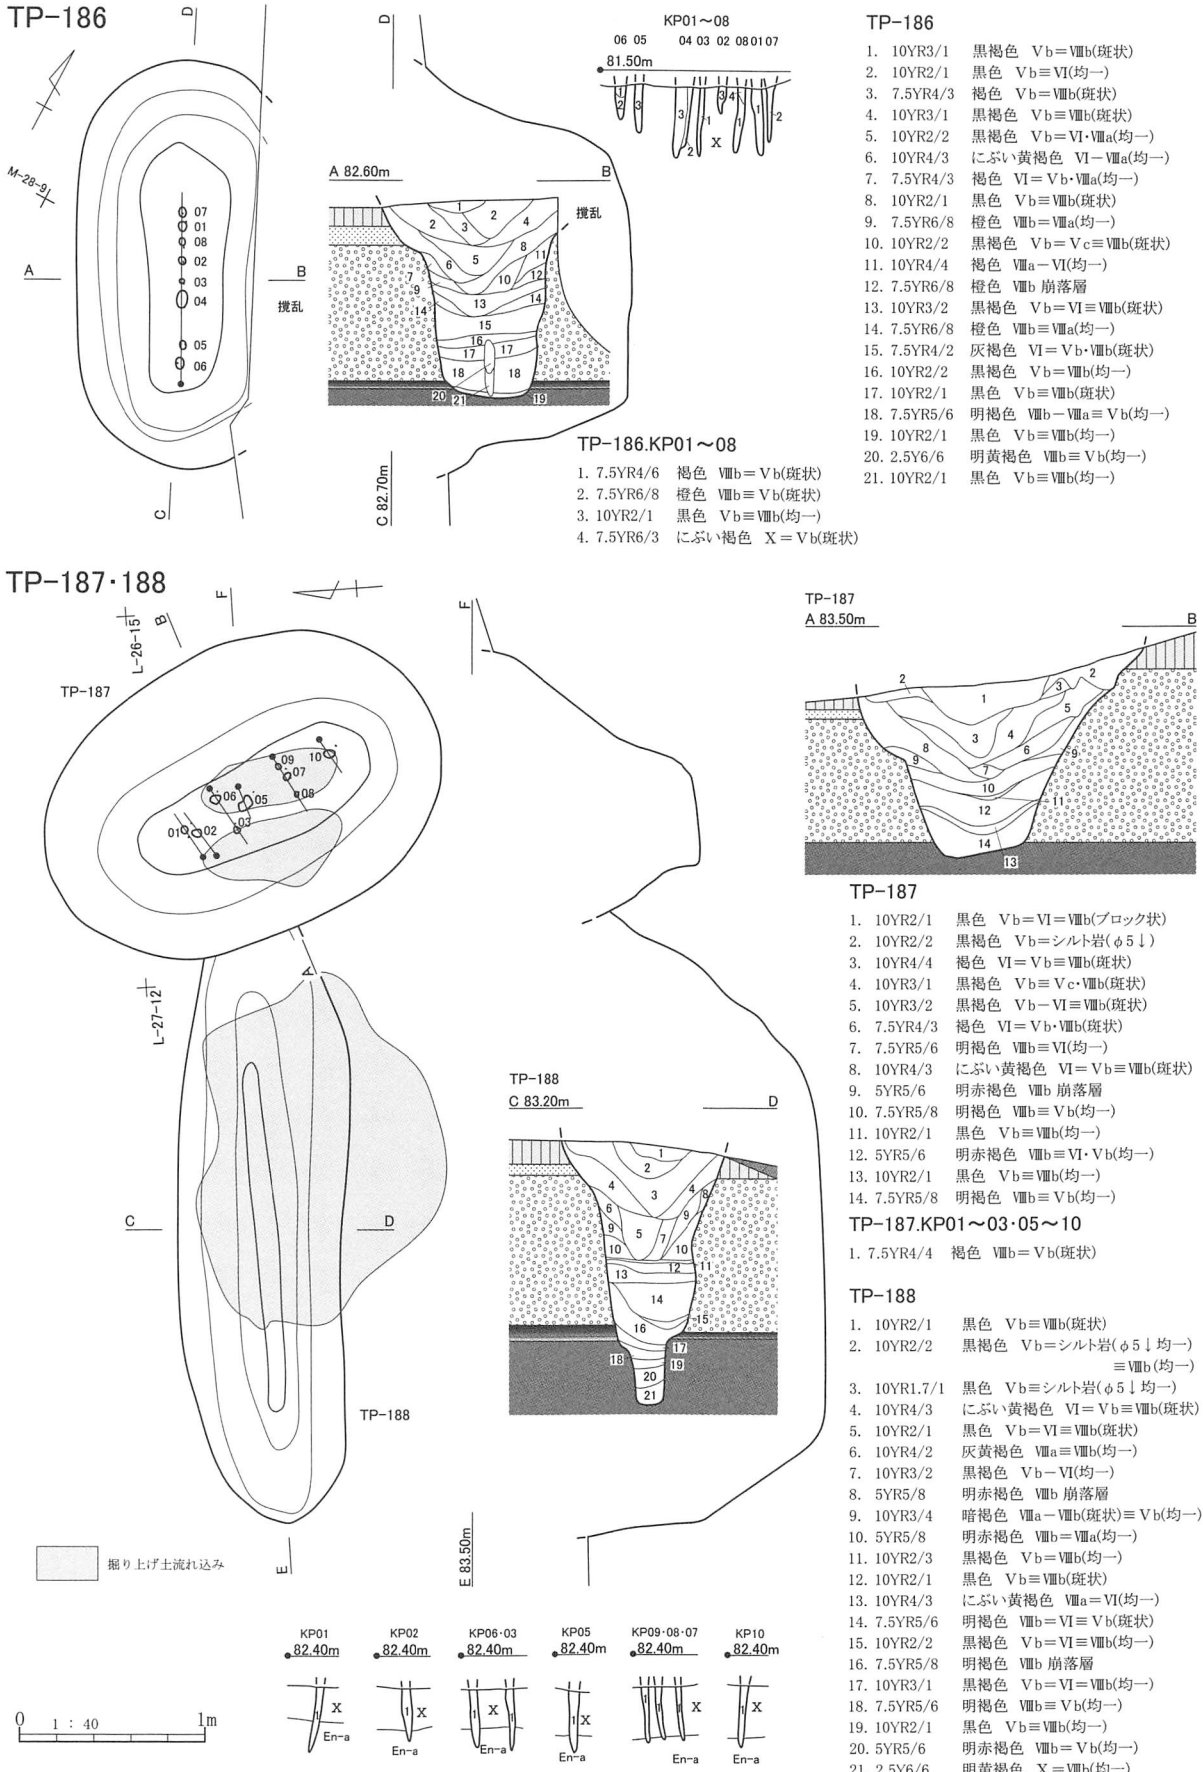 TP-186
D
D
M-28-9
07
01
08
02
03
04
05
06
A
B
撹乱
C
C 82.70m
KP01～08
06 05 04 03 02 08 01 07
81.50m
X
A 82.60m
B
撹乱
TP-186.KP01～08
1. 7.5YR4/6 褐色 Ⅷb＝Ⅴb(斑状)
2. 7.5YR6/8 橙色 Ⅷb≡Ⅴb(斑状)
3. 10YR2/1 黒色 Ⅴb≡Ⅷb(均一)
4. 7.5YR6/3 にぶい褐色 Ⅹ＝Ⅴb(斑状)
TP-186
1. 10YR3/1 黒褐色 Ⅴb＝Ⅷb(斑状)
2. 10YR2/1 黒色 Ⅴb≡Ⅵ(均一)
3. 7.5YR4/3 褐色 Ⅴb＝Ⅷb(斑状)
4. 10YR3/1 黒褐色 Ⅴb≡Ⅷb(斑状)
5. 10YR2/2 黒褐色 Ⅴb＝Ⅵ・Ⅷa(均一)
6. 10YR4/3 にぶい黄褐色 Ⅵ－Ⅷa(均一)
7. 7.5YR4/3 褐色 Ⅵ＝Ⅴb・Ⅷa(均一)
8. 10YR2/1 黒色 Ⅴb≡Ⅷb(斑状)
9. 7.5YR6/8 橙色 Ⅷb＝Ⅷa(均一)
10. 10YR2/2 黒褐色 Ⅴb＝Ⅴc≡Ⅷb(斑状)
11. 10YR4/4 褐色 Ⅷa－Ⅵ(均一)
12. 7.5YR6/8 橙色 Ⅷb 崩落層
13. 10YR3/2 黒褐色 Ⅴb＝Ⅵ≡Ⅷb(斑状)
14. 7.5YR6/8 橙色 Ⅷb≡Ⅷa(均一)
15. 7.5YR4/2 灰褐色 Ⅵ＝Ⅴb・Ⅷb(斑状)
16. 10YR2/2 黒褐色 Ⅴb＝Ⅷb(均一)
17. 10YR2/1 黒色 Ⅴb≡Ⅷb(斑状)
18. 7.5YR5/6 明褐色 Ⅷb－Ⅷa≡Ⅴb(均一)
19. 10YR2/1 黒色 Ⅴb≡Ⅷb(均一)
20. 2.5Y6/6 明黄褐色 Ⅷb≡Ⅴb(均一)
21. 10YR2/1 黒色 Ⅴb≡Ⅷb(均一)
TP-187・188
L-26-15
B
F
F
TP-187
10
09
07
08
06
05
03
01
02
A
L-27-12
C
D
TP-188
E
E 83.50m
掘り上げ土流れ込み
TP-187
A 83.50m
B
TP-188
C 83.20m
D
TP-187
1. 10YR2/1 黒色 Ⅴb＝Ⅵ＝Ⅷb(ブロック状)
2. 10YR2/2 黒褐色 Ⅴb＝シルト岩(φ5↓)
3. 10YR4/4 褐色 Ⅵ＝Ⅴb≡Ⅷb(斑状)
4. 10YR3/1 黒褐色 Ⅴb≡Ⅴc・Ⅷb(斑状)
5. 10YR3/2 黒褐色 Ⅴb－Ⅵ≡Ⅷb(斑状)
6. 7.5YR4/3 褐色 Ⅵ＝Ⅴb・Ⅷb(斑状)
7. 7.5YR5/6 明褐色 Ⅷb≡Ⅵ(均一)
8. 10YR4/3 にぶい黄褐色 Ⅵ＝Ⅴb≡Ⅷb(斑状)
9. 5YR5/6 明赤褐色 Ⅷb 崩落層
10. 7.5YR5/8 明褐色 Ⅷb≡Ⅴb(均一)
11. 10YR2/1 黒色 Ⅴb≡Ⅷb(均一)
12. 5YR5/6 明赤褐色 Ⅷb≡Ⅵ・Ⅴb(均一)
13. 10YR2/1 黒色 Ⅴb≡Ⅷb(均一)
14. 7.5YR5/8 明褐色 Ⅷb≡Ⅴb(均一)
TP-187.KP01～03・05～10
1. 7.5YR4/4 褐色 Ⅷb＝Ⅴb(斑状)
TP-188
1. 10YR2/1 黒色 Ⅴb≡Ⅷb(斑状)
2. 10YR2/2 黒褐色 Ⅴb＝シルト岩(φ5↓均一)
≡Ⅷb(均一)
3. 10YR1.7/1 黒色 Ⅴb≡シルト岩(φ5↓均一)
4. 10YR4/3 にぶい黄褐色 Ⅵ＝Ⅴb≡Ⅷb(斑状)
5. 10YR2/1 黒色 Ⅴb＝Ⅵ≡Ⅷb(斑状)
6. 10YR4/2 灰黄褐色 Ⅷa≡Ⅷb(均一)
7. 10YR3/2 黒褐色 Ⅴb－Ⅵ(均一)
8. 5YR5/8 明赤褐色 Ⅷb 崩落層
9. 10YR3/4 暗褐色 Ⅷa－Ⅷb(斑状)≡Ⅴb(均一)
10. 5YR5/8 明赤褐色 Ⅷb＝Ⅷa(均一)
11. 10YR2/3 黒褐色 Ⅴb＝Ⅷb(均一)
12. 10YR2/1 黒色 Ⅴb≡Ⅷb(斑状)
13. 10YR4/3 にぶい黄褐色 Ⅷa＝Ⅵ(均一)
14. 7.5YR5/6 明褐色 Ⅷb＝Ⅵ≡Ⅴb(斑状)
15. 10YR2/2 黒褐色 Ⅴb＝Ⅵ≡Ⅷb(均一)
16. 7.5YR5/8 明褐色 Ⅷb 崩落層
17. 10YR3/1 黒褐色 Ⅴb＝Ⅵ＝Ⅷb(均一)
18. 7.5YR5/6 明褐色 Ⅷb≡Ⅴb(均一)
19. 10YR2/1 黒色 Ⅴb≡Ⅷb(均一)
20. 5YR5/6 明赤褐色 Ⅷb＝Ⅴb(均一)
21. 2.5Y6/6 明黄褐色 Ⅹ＝Ⅷb(均一)
KP01 KP02 KP06・03 KP05 KP09・08・07 KP10
82.40m 82.40m 82.40m 82.40m 82.40m 82.40m
X X X X X X
En-a En-a En-a En-a En-a En-a
0 1：40 1m